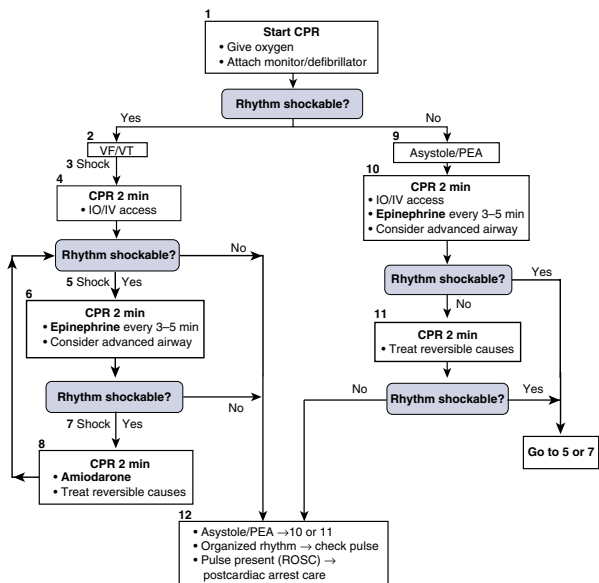 1
Start CPR
• Give oxygen
• Attach monitor/defibrillator
Rhythm shockable?
Yes
No
2
VF/VT
3 Shock
4
CPR 2 min
• IO/IV access
Rhythm shockable?
No
5 Shock Yes
6
CPR 2 min
• Epinephrine every 3–5 min
• Consider advanced airway
Rhythm shockable?
No
7 Shock Yes
8
CPR 2 min
• Amiodarone
• Treat reversible causes
9
Asystole/PEA
10
CPR 2 min
• IO/IV access
• Epinephrine every 3–5 min
• Consider advanced airway
Rhythm shockable?
Yes
No
11
CPR 2 min
• Treat reversible causes
No
Rhythm shockable?
Yes
Go to 5 or 7
12
• Asystole/PEA →10 or 11
• Organized rhythm → check pulse
• Pulse present (ROSC) →
postcardiac arrest care